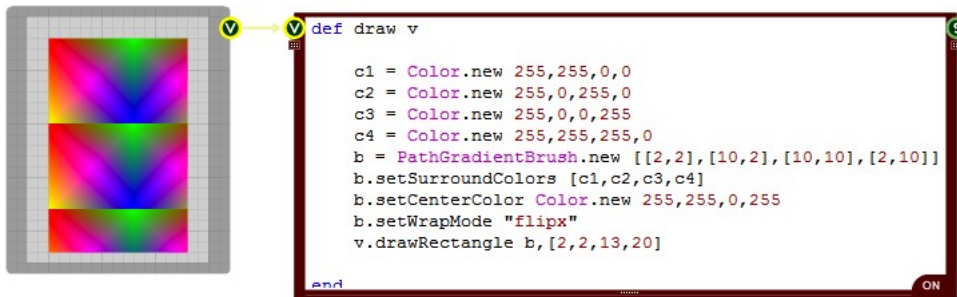 V
V
def draw v
c1 = Color.new 255,255,0,0
c2 = Color.new 255,0,255,0
c3 = Color.new 255,0,0,255
c4 = Color.new 255,255,255,0
b = PathGradientBrush.new [[2,2],[10,2],[10,10],[2,10]]
b.setSurroundColors [c1,c2,c3,c4]
b.setCenterColor Color.new 255,255,0,255
b.setWrapMode "flipx"
v.drawRectangle b,[2,2,13,20]
end
ON